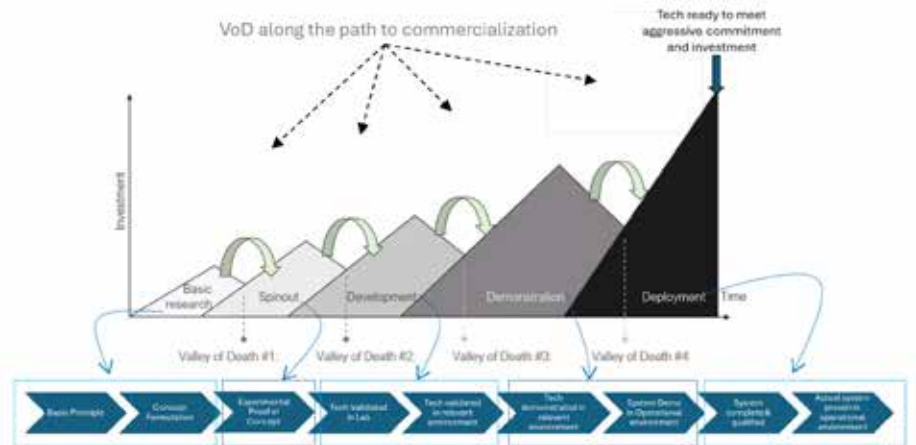 VoD along the path to commercialization
Tech ready to meet
aggressive commitment
and investment
Investment
Basic
research
Spinout
Development
Demonstration
Deployment
Time
Valley of Death #1
Valley of Death #2
Valley of Death #3
Valley of Death #4
Basic Principle
Concept
Formulation
Experimental
Proof of
Concept
Tech Validated
in Lab
Tech validated
in relevant
environment
Tech
demonstration in
relevant
environment
System Demo
in Operational
environment
System
complete &
qualified
Actual system
proven in
operational
environment